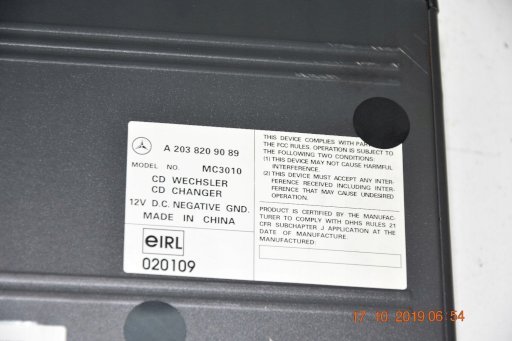 A 203 820 90 89
MODEL NO. MC3010
CD WECHSLER
CD CHANGER
12V D.C. NEGATIVE GND.
MADE IN CHINA
eIRL
020109
THIS DEVICE COMPLIES WITH
THE FCC RULES. OPERATION IS SUBJECT TO
THE FOLLOWING TWO CONDITIONS:
(1) THIS DEVICE MAY NOT CAUSE HARMFUL
INTERFERENCE.
(2) THIS DEVICE MUST ACCEPT ANY INTER-
FERENCE RECEIVED INCLUDING INTER-
FERENCE THAT MAY CAUSE UNDESIRED
OPERATION.
PRODUCT IS CERTIFIED BY THE MANUFAC-
TURER TO COMPLY WITH DHHS RULES 21
CFR SUBCHAPTER J APPLICATION AT THE
DATE OF MANUFACTURE.
MANUFACTURED:
17 10 2019 06 54